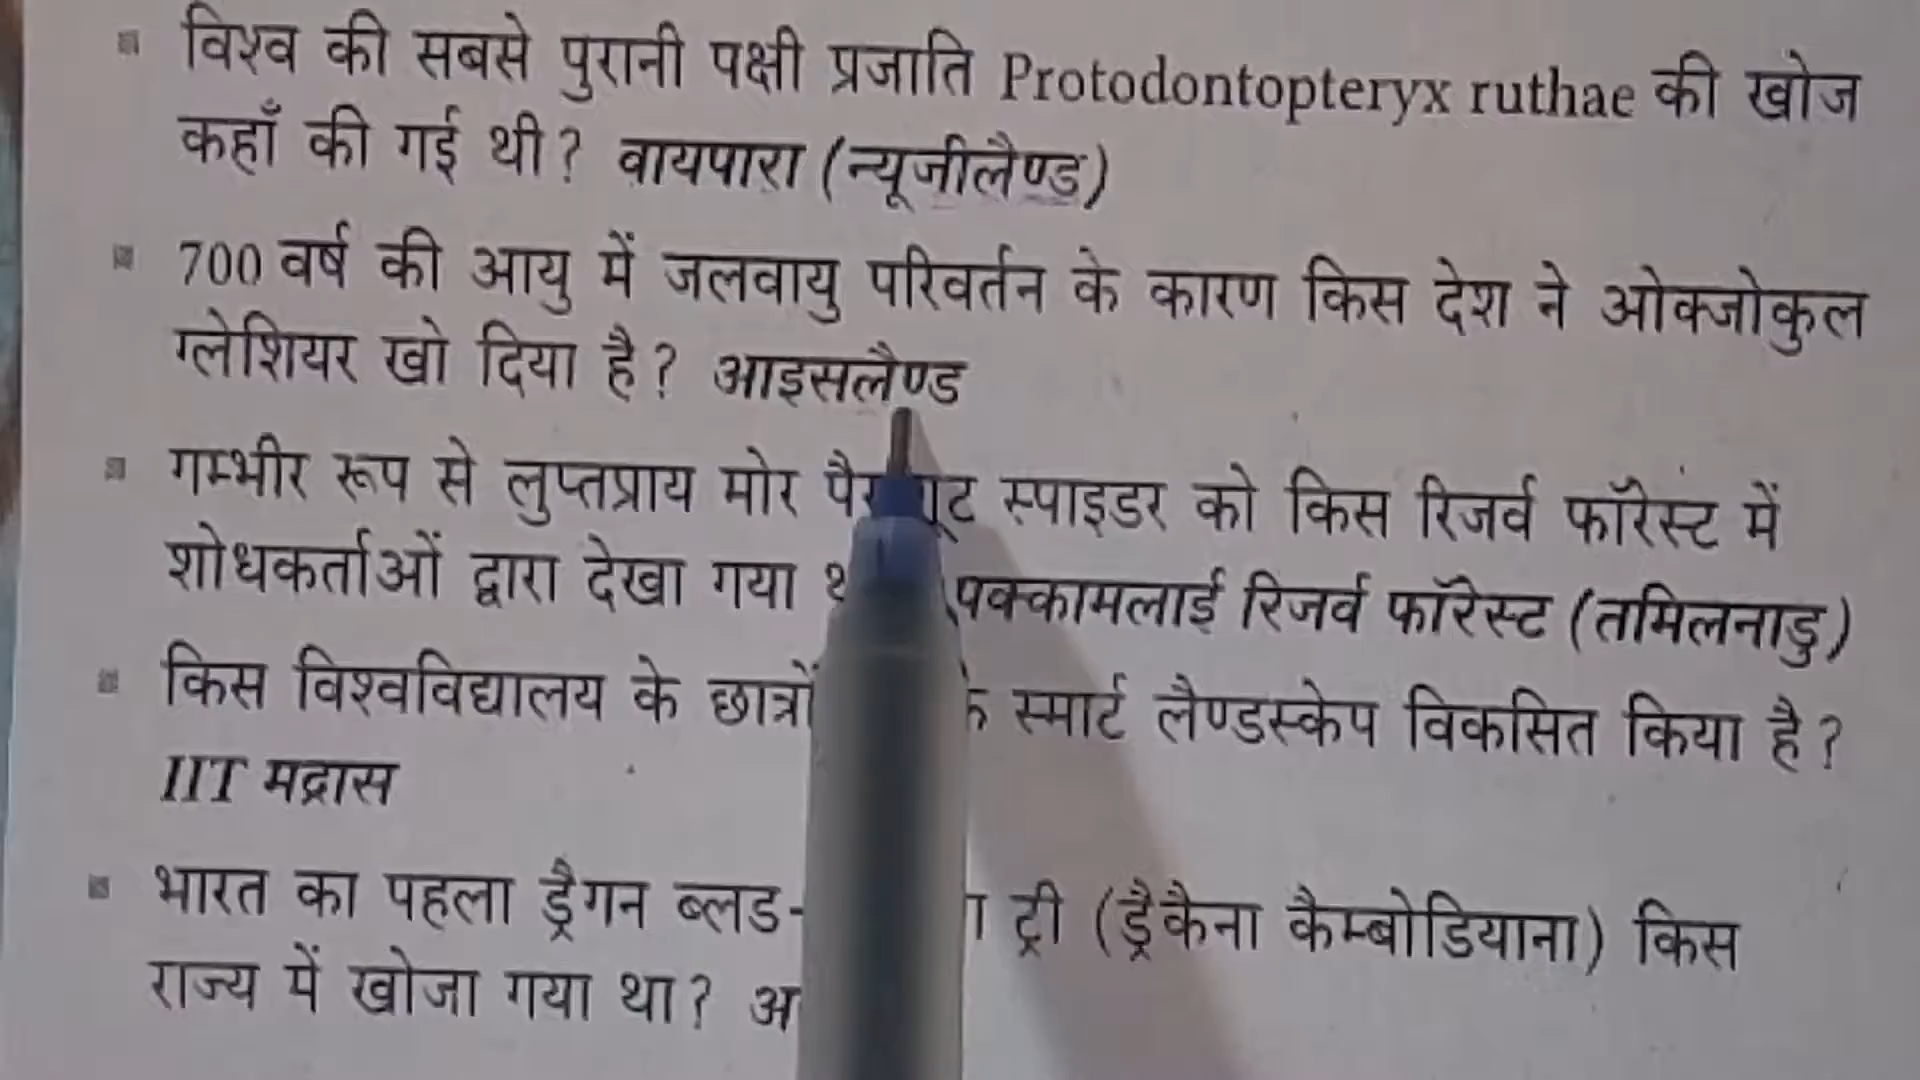 विश्व की सबसे पुरानी पक्षी प्रजाति Protodontopteryx ruthae की खोज
कहाँ की गई थी? वायपारा (न्यूजीलैण्ड)
700 वर्ष की आयु में जलवायु परिवर्तन के कारण किस देश ने ओक्जोकुल
ग्लेशियर खो दिया है? आइसलैण्ड
गम्भीर रूप से लुप्तप्राय मोर स्पाइडर को किस रिजर्व फॉरेस्ट में
शोधकर्ताओं द्वारा देखा गया पक्कामलाई रिजर्व फॉरेस्ट (तमिलनाडु)
किस विश्वविद्यालय के छात्रों स्मार्ट लैण्डस्केप विकसित किया है?
IIT मद्रास
भारत का पहला ड्रैगन ब्लड- ट्री (ड्रैकैना कैम्बोडियाना) किस
राज्य में खोजा गया था?